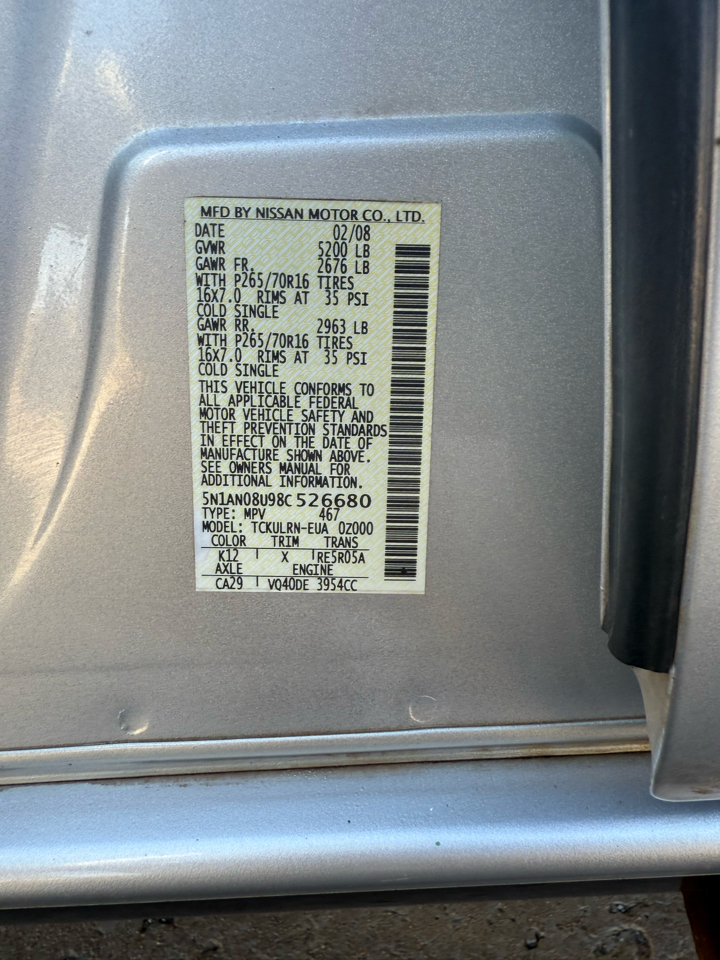 MFD BY NISSAN MOTOR CO., LTD.
DATE 02/08
GVWR 5200 LB
GAWR FR. 2676 LB
WITH P265/70R16 TIRES
16X7.0 RIMS AT 35 PSI
COLD SINGLE
GAWR RR. 2963 LB
WITH P265/70R16 TIRES
16X7.0 RIMS AT 35 PSI
COLD SINGLE
THIS VEHICLE CONFORMS TO
ALL APPLICABLE FEDERAL
MOTOR VEHICLE SAFETY AND
THEFT PREVENTION STANDARDS
IN EFFECT ON THE DATE OF
MANUFACTURE SHOWN ABOVE.
SEE OWNERS MANUAL FOR
ADDITIONAL INFORMATION.
5N1AN08U98C526680
TYPE: MPV 467
MODEL: TCKULRN-EUA 0Z000
COLOR TRIM TRANS
K12 X RE5R05A
AXLE ENGINE
CA29 VQ40DE 3954CC